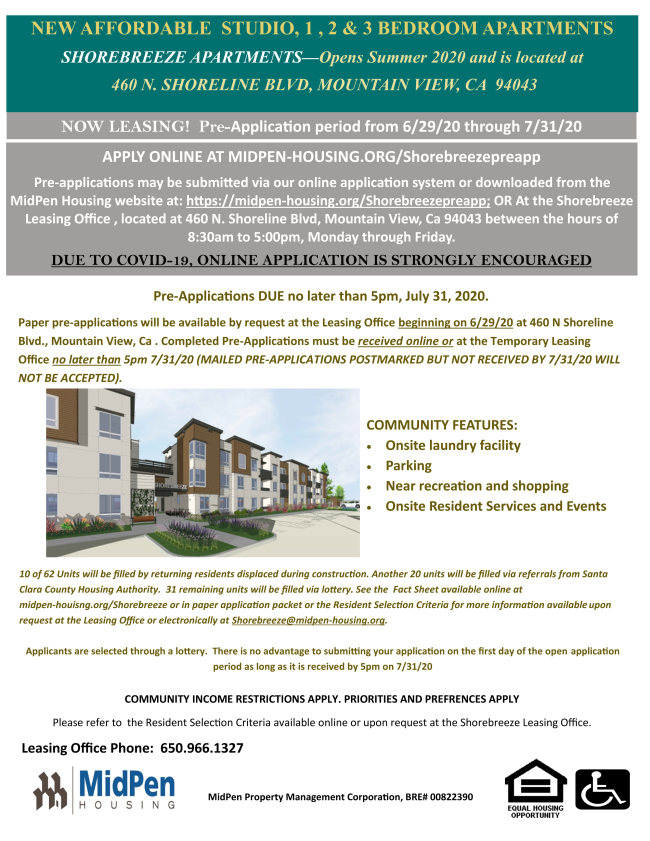 NEW AFFORDABLE STUDIO, 1 , 2 & 3 BEDROOM APARTMENTS
SHOREBREEZE APARTMENTS—Opens Summer 2020 and is located at
460 N. SHORELINE BLVD, MOUNTAIN VIEW, CA 94043
NOW LEASING! Pre-Application period from 6/29/20 through 7/31/20
APPLY ONLINE AT MIDPEN-HOUSING.ORG/Shorebreezepreapp
Pre-applications may be submitted via our online application system or downloaded from the
MidPen Housing website at: https://midpen-housing.org/Shorebreezepreapp; OR At the Shorebreeze
Leasing Office , located at 460 N. Shoreline Blvd, Mountain View, Ca 94043 between the hours of
8:30am to 5:00pm, Monday through Friday.
DUE TO COVID-19, ONLINE APPLICATION IS STRONGLY ENCOURAGED
Pre-Applications DUE no later than 5pm, July 31, 2020.
Paper pre-applications will be available by request at the Leasing Office beginning on 6/29/20 at 460 N Shoreline
Blvd., Mountain View, Ca . Completed Pre-Applications must be received online or at the Temporary Leasing
Office no later than 5pm 7/31/20 (MAILED PRE-APPLICATIONS POSTMARKED BUT NOT RECEIVED BY 7/31/20 WILL
NOT BE ACCEPTED).
COMMUNITY FEATURES:
• Onsite laundry facility
• Parking
• Near recreation and shopping
• Onsite Resident Services and Events
10 of 62 Units will be filled by returning residents displaced during construction. Another 20 units will be filled via referrals from Santa
Clara County Housing Authority. 31 remaining units will be filled via lottery. See the Fact Sheet available online at
midpen-houisng.org/Shorebreeze or in paper application packet or the Resident Selection Criteria for more information available upon
request at the Leasing Office or electronically at Shorebreeze@midpen-housing.org.
Applicants are selected through a lottery. There is no advantage to submitting your application on the first day of the open application
period as long as it is received by 5pm on 7/31/20
COMMUNITY INCOME RESTRICTIONS APPLY. PRIORITIES AND PREFRENCES APPLY
Please refer to the Resident Selection Criteria available online or upon request at the Shorebreeze Leasing Office.
Leasing Office Phone: 650.966.1327
MidPen
HOUSING
MidPen Property Management Corporation, BRE# 00822390
EQUAL HOUSING
OPPORTUNITY